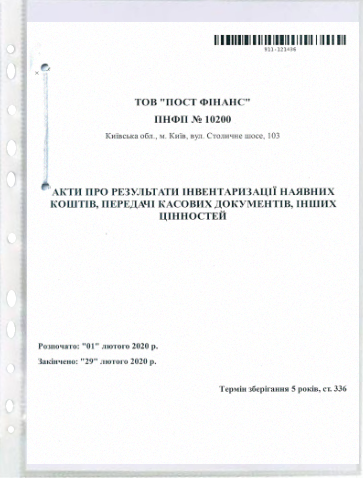 ТОВ "ПОСТ ФІНАНС"
ПНФП № 10200
Київська обл., м. Київ, вул. Столичне шосе, 103
АКТИ ПРО РЕЗУЛЬТАТИ ІНВЕНТАРИЗАЦІЇ НАЯВНИХ
КОШТІВ, ПЕРЕДАЧІ КАСОВИХ ДОКУМЕНТІВ, ІНШИХ
ЦІННОСТЕЙ
Розпочато: "01" лютого 2020 р.
Закінчено: "29" лютого 2020 р.
Термін зберігання 5 років, ст. 336